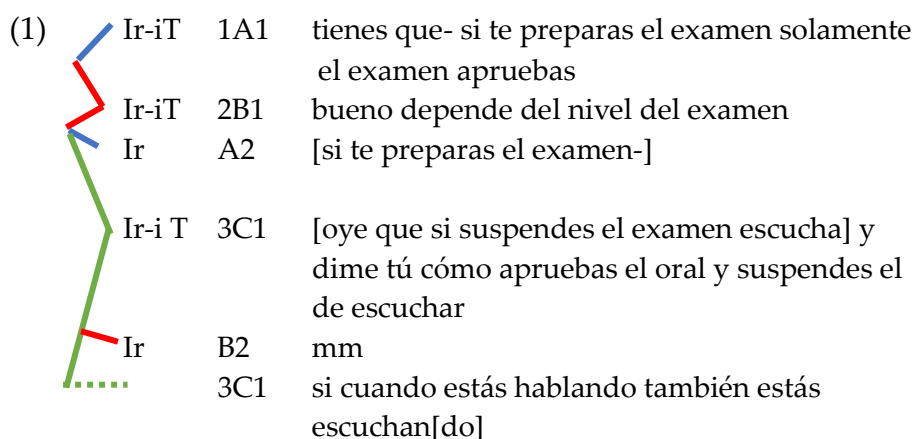 (1) Ir-iT 1A1 tienes que- si te preparas el examen solamente
el examen apruebas
Ir-iT 2B1 bueno depende del nivel del examen
Ir A2 [si te preparas el examen-]
Ir-i T 3C1 [oye que si suspendes el examen escucha] y
dime tú cómo apruebas el oral y suspendes el
de escuchar
Ir B2 mm
3C1 si cuando estás hablando también estás
escuchan[do]